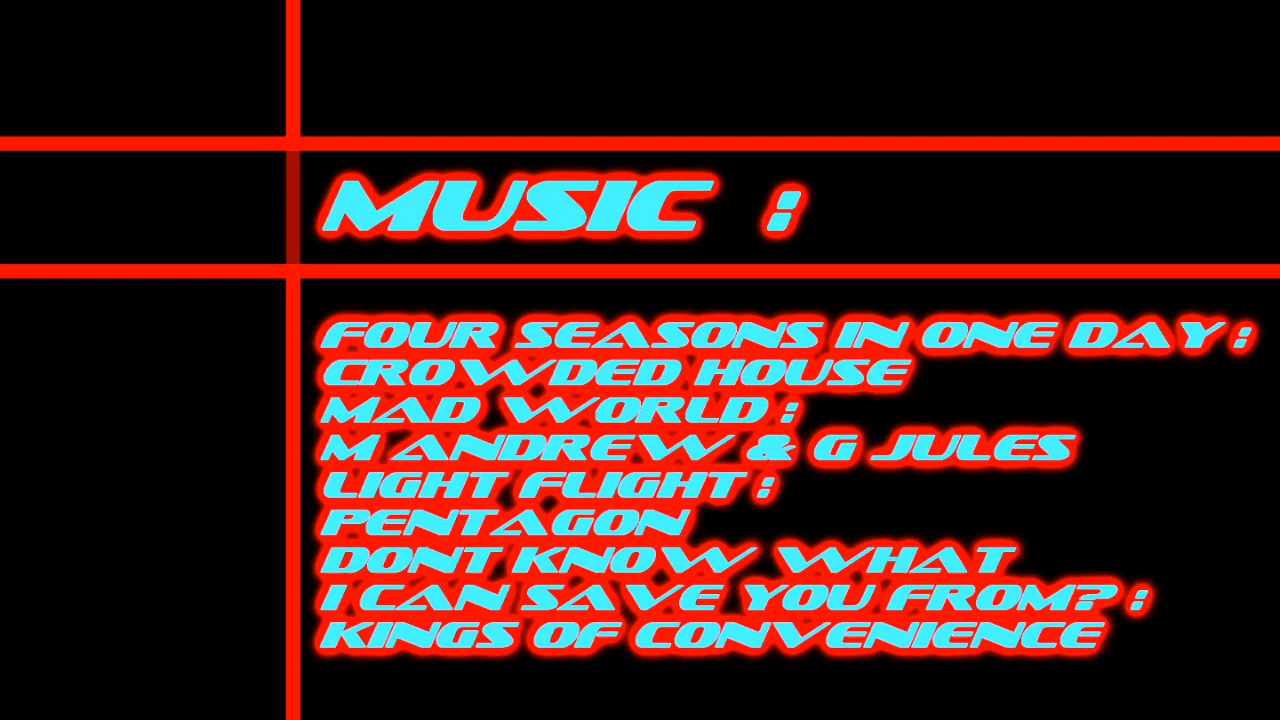 MUSIC :
FOUR SEASONS IN ONE DAY :
CROWDED HOUSE
MAD WORLD :
M ANDREW & G JULES
LIGHT FLIGHT :
PENTAGON
DONT KNOW WHAT
I CAN SAVE YOU FROM? :
KINGS OF CONVENIENCE